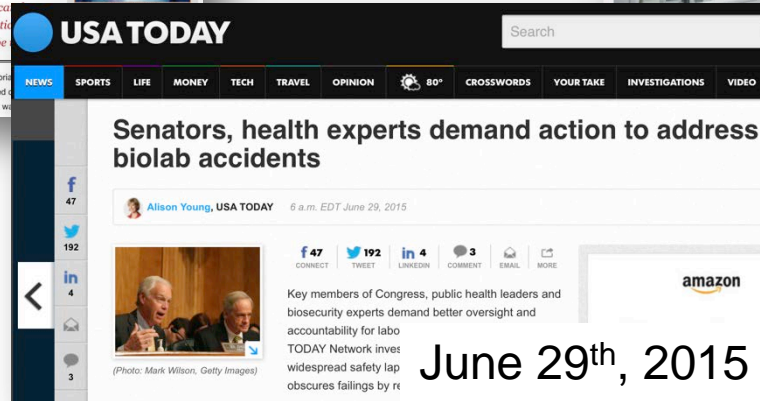 USA TODAY
Search
NEWS SPORTS LIFE MONEY TECH TRAVEL OPINION 80° CROSSWORDS YOUR TAKE INVESTIGATIONS VIDEO
Senators, health experts demand action to address
biolab accidents
Alison Young, USA TODAY 6 a.m. EDT June 29, 2015
47
192
4
3
47 CONNECT
192 TWEET
4 LINKEDIN
3 COMMENT
EMAIL
MORE
(Photo: Mark Wilson, Getty Images)
Key members of Congress, public health leaders and
biosecurity experts demand better oversight and
accountability for labo
TODAY Network inves
widespread safety lap
obscures failings by re
amazon
June 29th, 2015